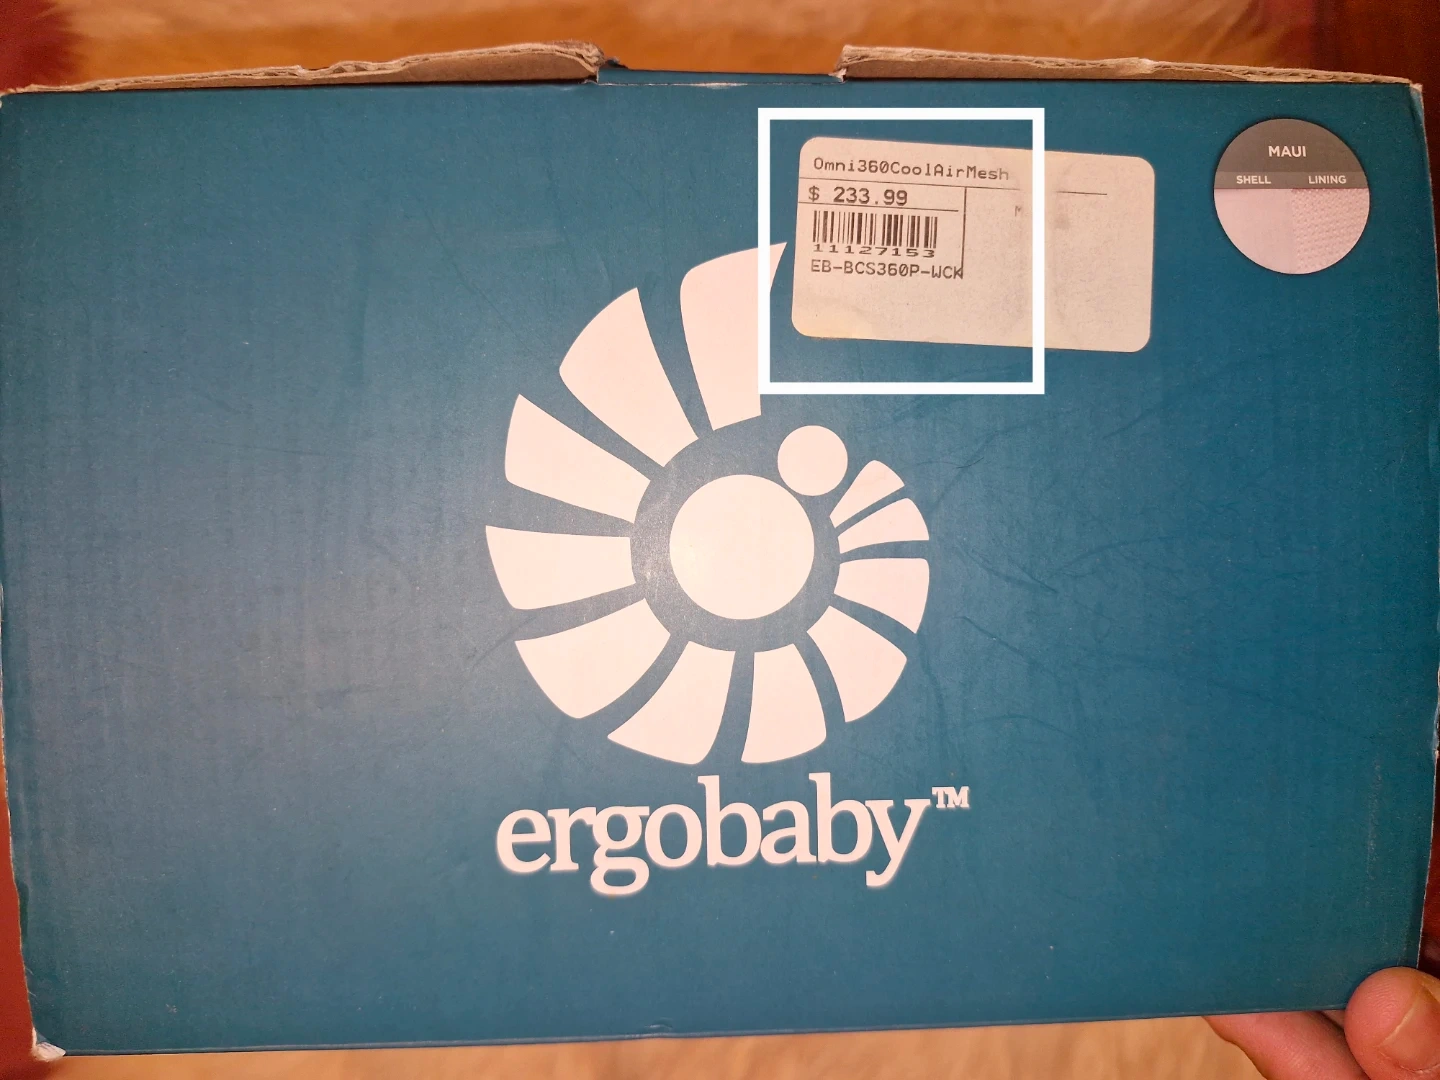 Omni360CoolAirMesh
$ 233.99
11127153
EB-BCS360P-WCK
MAUI
SHELL LINING
ergobaby™